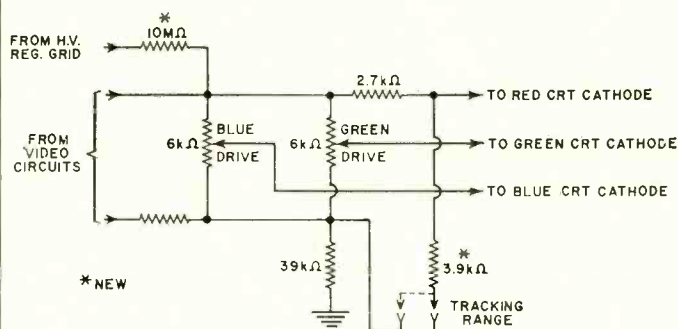 *
10MΩ
FROM H.V.
REG. GRID
2.7kΩ
TO RED CRT CATHODE
FROM
VIDEO
CIRCUITS
6kΩ
BLUE
DRIVE
6kΩ
GREEN
DRIVE
TO GREEN CRT CATHODE
TO BLUE CRT CATHODE
*NEW
39kΩ
*
3.9kΩ
TRACKING
RANGE